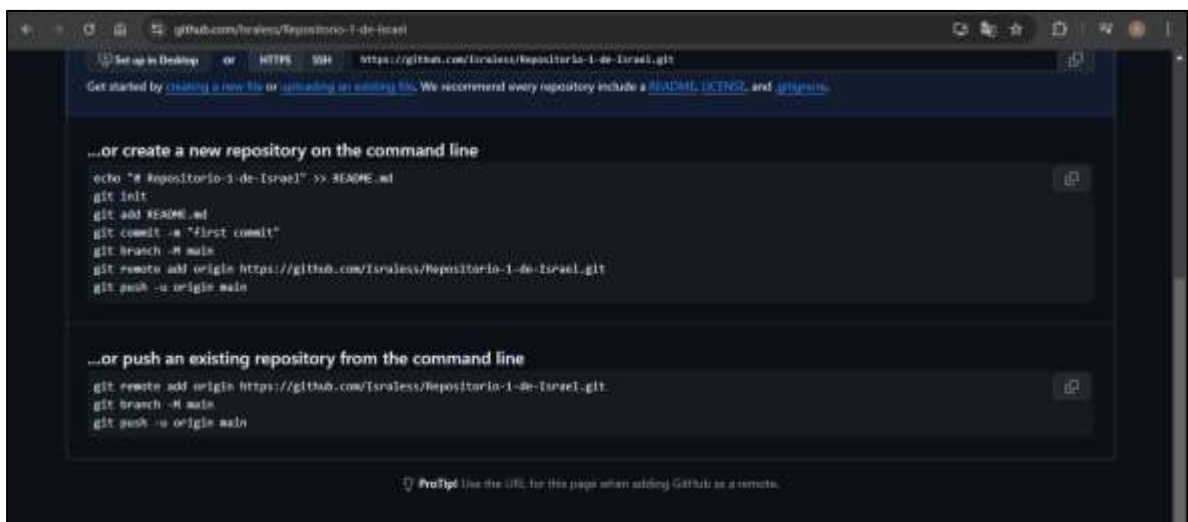 github.com/Israless/Repositorio-1-de-Israel
Set up in Desktop or HTTPS SSH https://github.com/Israless/Repositorio-1-de-Israel.git
Get started by creating a new file or uploading an existing file. We recommend every repository include a README, LICENSE, and .gitignore.
...or create a new repository on the command line
echo "# Repositorio-1-de-Israel" >> README.md
git init
git add README.md
git commit -m "first commit"
git branch -M main
git remote add origin https://github.com/Israless/Repositorio-1-de-Israel.git
git push -u origin main
...or push an existing repository from the command line
git remote add origin https://github.com/Israless/Repositorio-1-de-Israel.git
git branch -M main
git push -u origin main
ProTip! Use the URL for this page when adding GitHub as a remote.